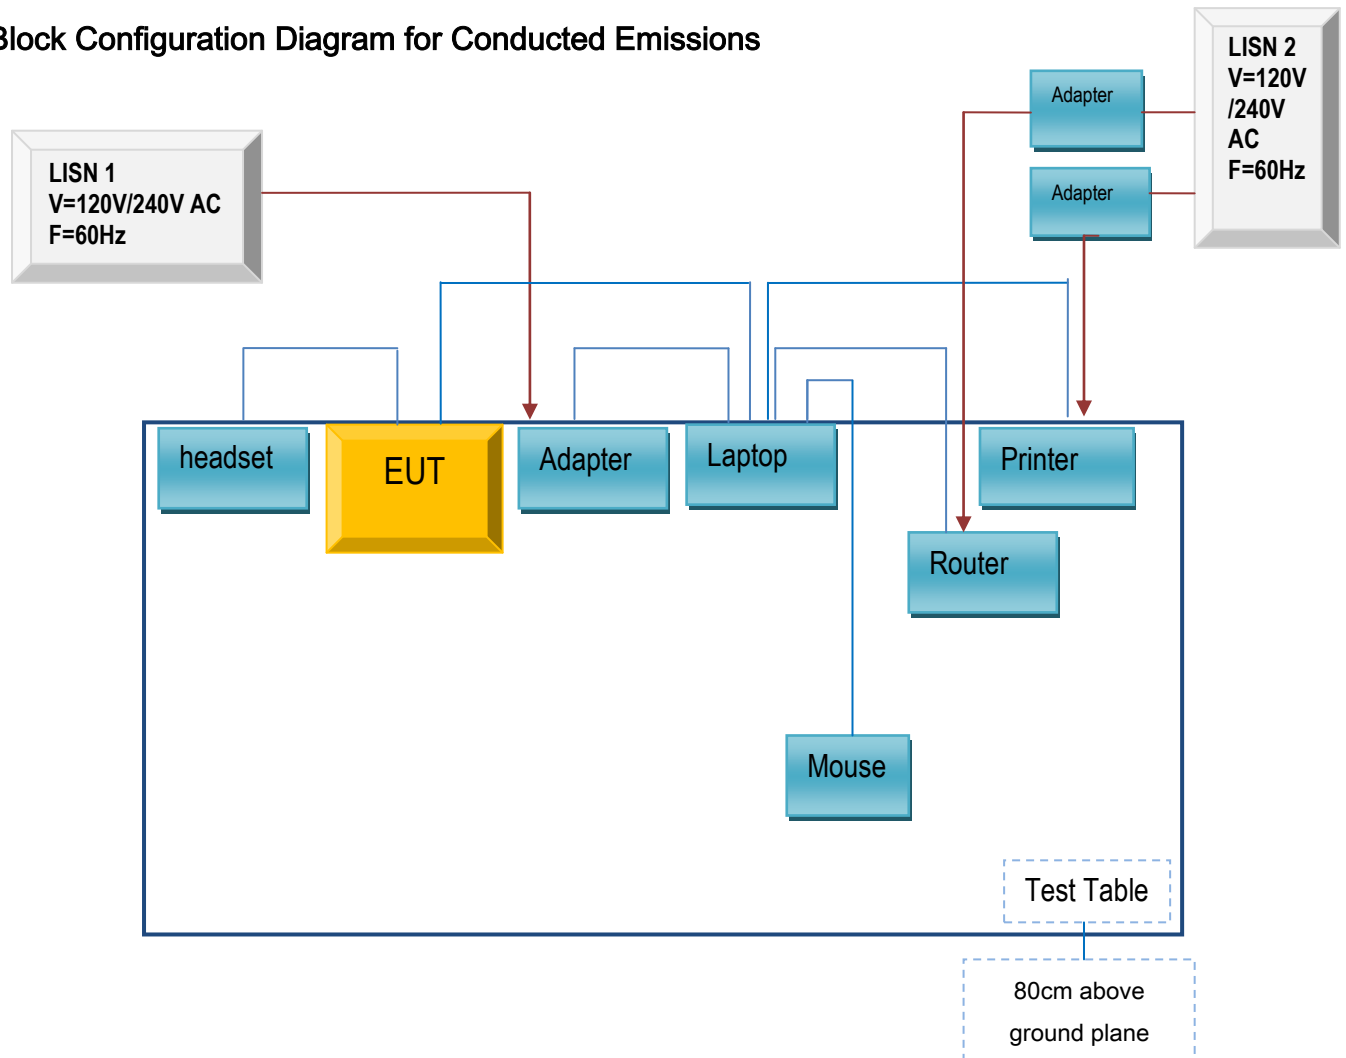 Block Configuration Diagram for Conducted Emissions
LISN 2
V=120V
/240V
AC
F=60Hz
Adapter
Adapter
LISN 1
V=120V/240V AC
F=60Hz
headset
EUT
Adapter
Laptop
Printer
Router
Mouse
Test Table
80cm above
ground plane